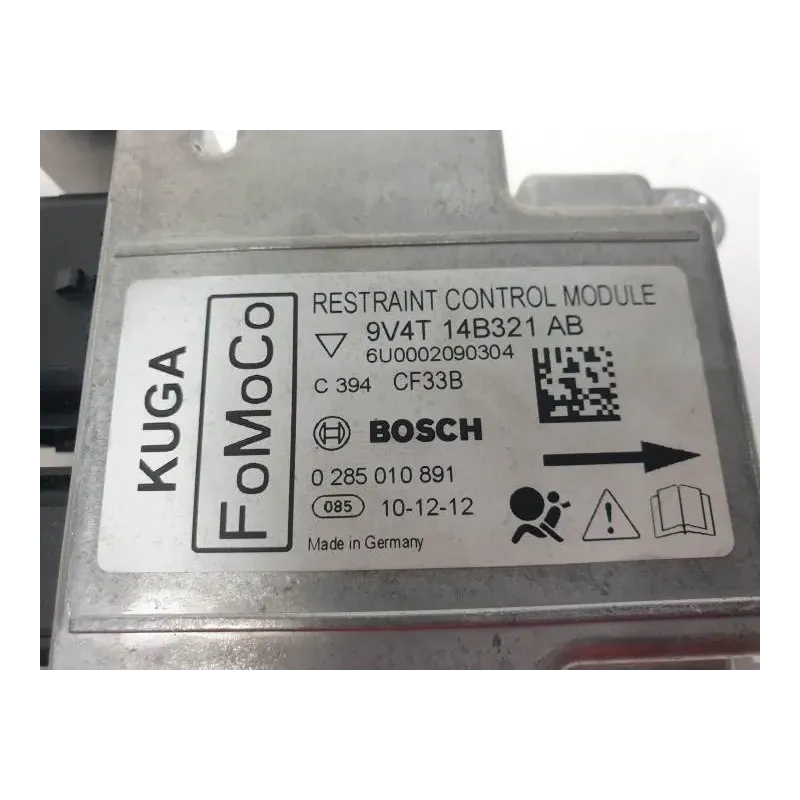 KUGA
FoMoCo
RESTRAINT CONTROL MODULE
9V4T 14B321 AB
6U0002090304
C 394 CF33B
BOSCH
0 285 010 891
085 10-12-12
Made in Germany